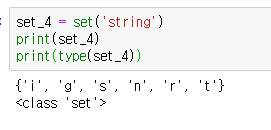 set_4 = set('string')
print(set_4)
print(type(set_4))
{'i', 'g', 's', 'n', 'r', 't'}
<class 'set'>